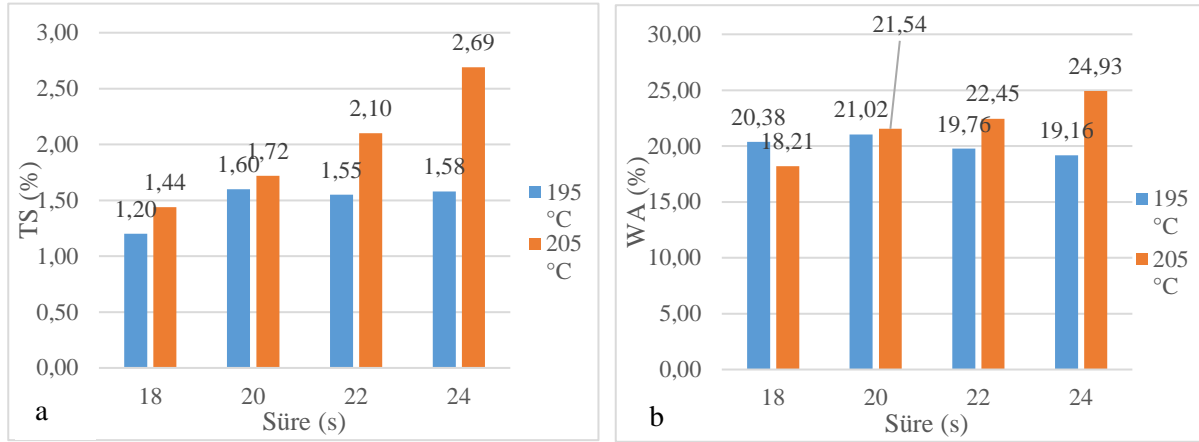 3,00
2,50
2,00
1,50
1,00
0,50
0,00
TS (%)
1,20
1,44
1,60
1,72
1,55
2,10
1,58
2,69
18 20 22 24
Süre (s)
195
°C
205
°C
a
30,00
25,00
20,00
15,00
10,00
5,00
0,00
WA (%)
20,38
18,21
21,02
21,54
19,76
22,45
19,16
24,93
18 20 22 24
Süre (s)
195
°C
205
°C
b